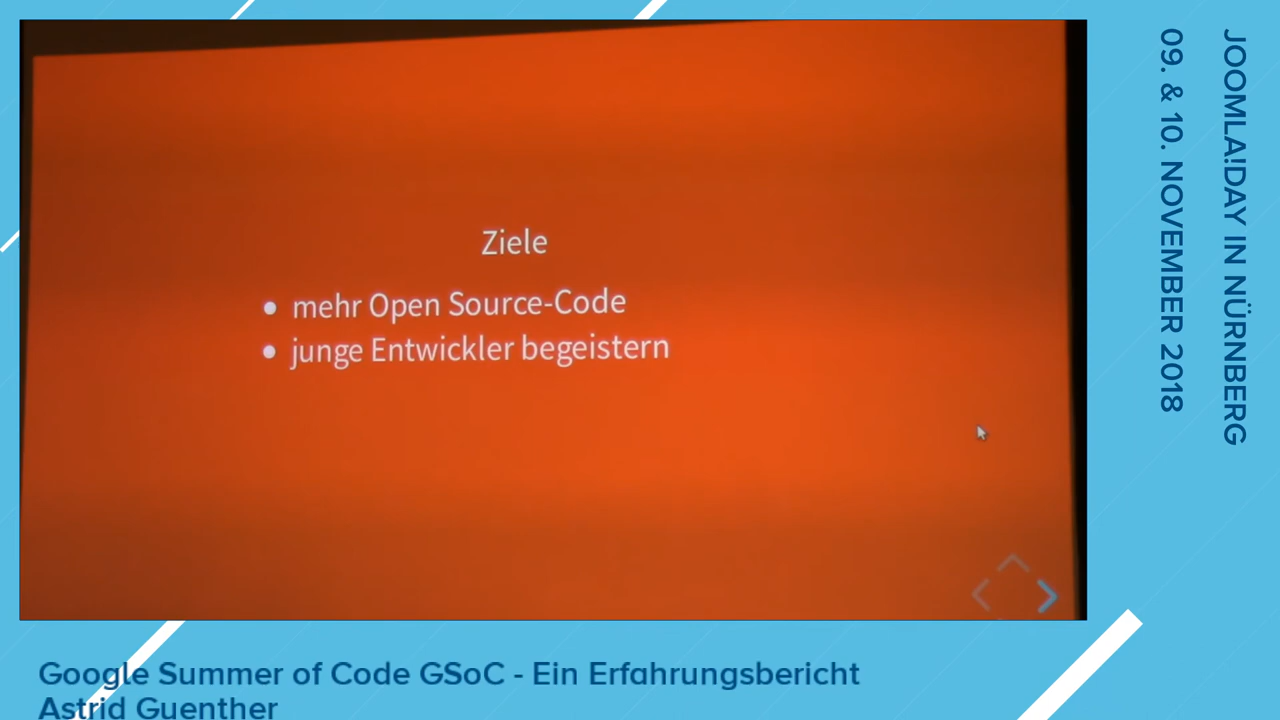 Ziele
• mehr Open Source-Code
• junge Entwickler begeistern
JOOMLA!DAY IN NÜRNBERG
09. & 10. NOVEMBER 2018
Google Summer of Code GSoC - Ein Erfahrungsbericht
Astrid Guenther